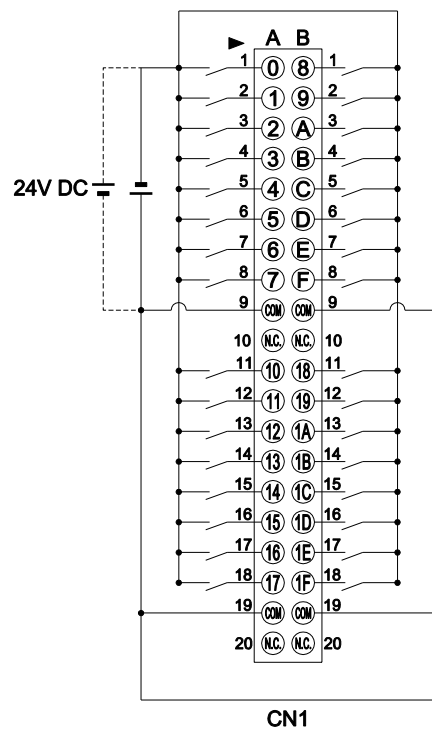 A B
1 0 8 1
2 1 9 2
3 2 A 3
4 3 B 4
24V DC
5 4 C 5
6 5 D 6
7 6 E 7
8 7 F 8
9 COM COM 9
10 N.C. N.C. 10
11 10 18 11
12 11 19 12
13 12 1A 13
14 13 1B 14
15 14 1C 15
16 15 1D 16
17 16 1E 17
18 17 1F 18
19 COM COM 19
20 N.C. N.C. 20
CN1